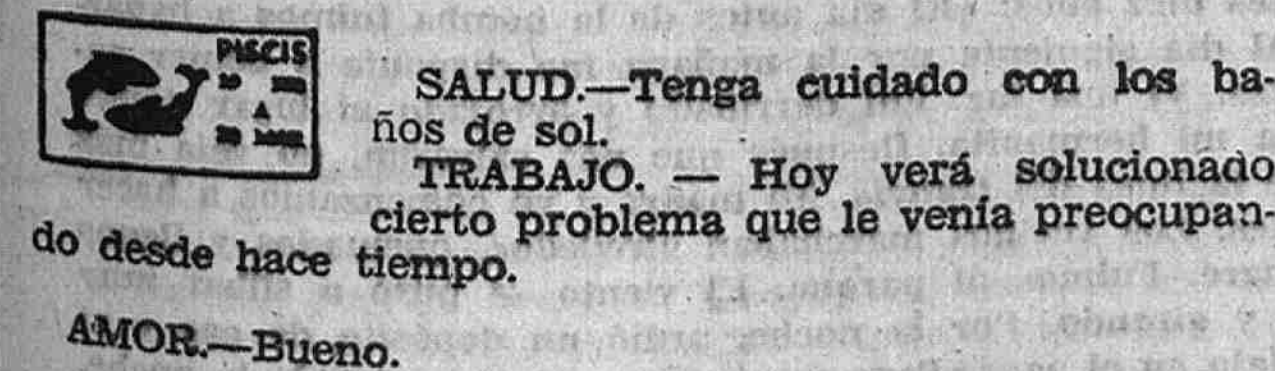 PISCIS
A
SALUD.—Tenga cuidado con los ba-
ños de sol.
TRABAJO. — Hoy verá solucionado
cierto problema que le venía preocupan-
do desde hace tiempo.
AMOR.—Bueno.